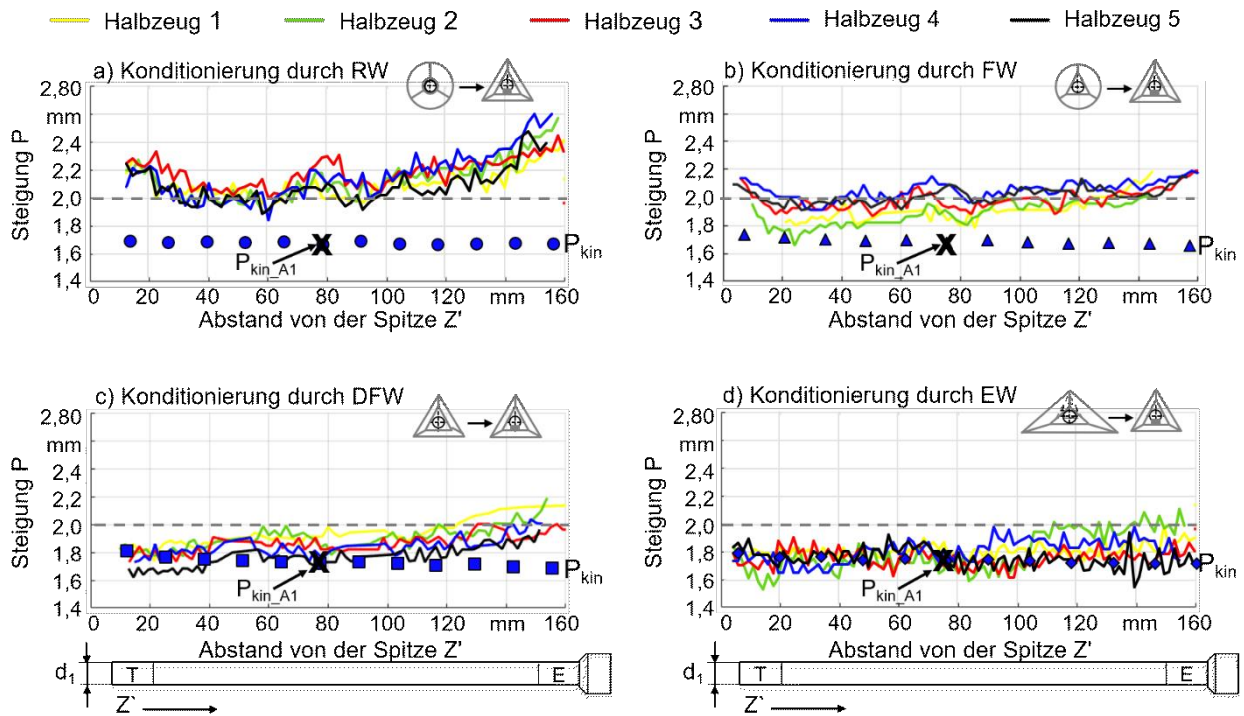 Halbzeug 1 Halbzeug 2 Halbzeug 3 Halbzeug 4 Halbzeug 5
a) Konditionierung durch RW
2,80
mm
2,4
2,2
2,0
1,8
1,6
1,4
Steigung P
P_kin
P_kin_A1
0 20 40 60 80 100 120 mm 160
Abstand von der Spitze Z'
b) Konditionierung durch FW
2,80
mm
2,4
2,2
2,0
1,8
1,6
1,4
Steigung P
P_kin
P_kin_A1
0 20 40 60 80 100 120 mm 160
Abstand von der Spitze Z'
c) Konditionierung durch DFW
2,80
mm
2,4
2,2
2,0
1,8
1,6
1,4
Steigung P
P_kin
P_kin_A1
0 20 40 60 80 100 120 mm 160
Abstand von der Spitze Z'
d) Konditionierung durch EW
2,80
mm
2,4
2,2
2,0
1,8
1,6
1,4
Steigung P
P_kin
P_kin_A1
0 20 40 60 80 100 120 mm 160
Abstand von der Spitze Z'
d1 T E
Z`
d1 T E
Z`